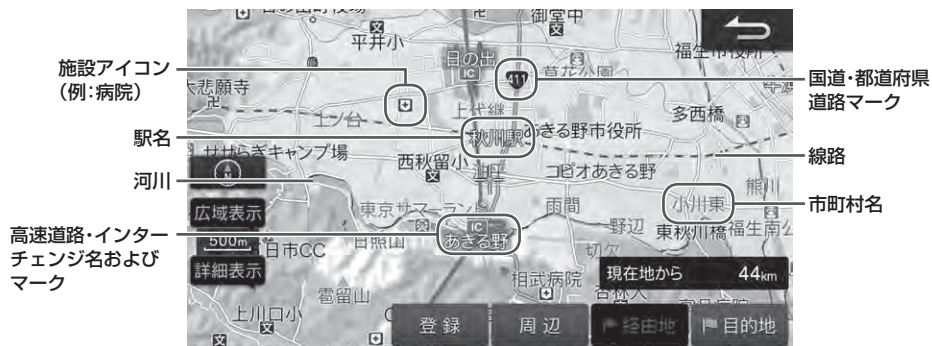 御堂中
平井小
福生市役所
日の出
IC
施設アイコン
（例：病院）
411
国道・都道府県
道路マーク
草花公園
大悲願寺
上代継
多西橋
駅名
秋川駅
あきる野市役所
せせらぎキャンプ場
西秋留小
線路
コピオあきる野
河川
熊川
広域表示
東京サマーランド
雨間
小川東
市町村名
高速道路・インター
チェンジ名および
マーク
IC
あきる野
野辺
東秋川橋
500m
日市CC
切欠
詳細表示
相武病院
現在地から 44km
雹留山
上川口小
登録
周辺
経由地
目的地